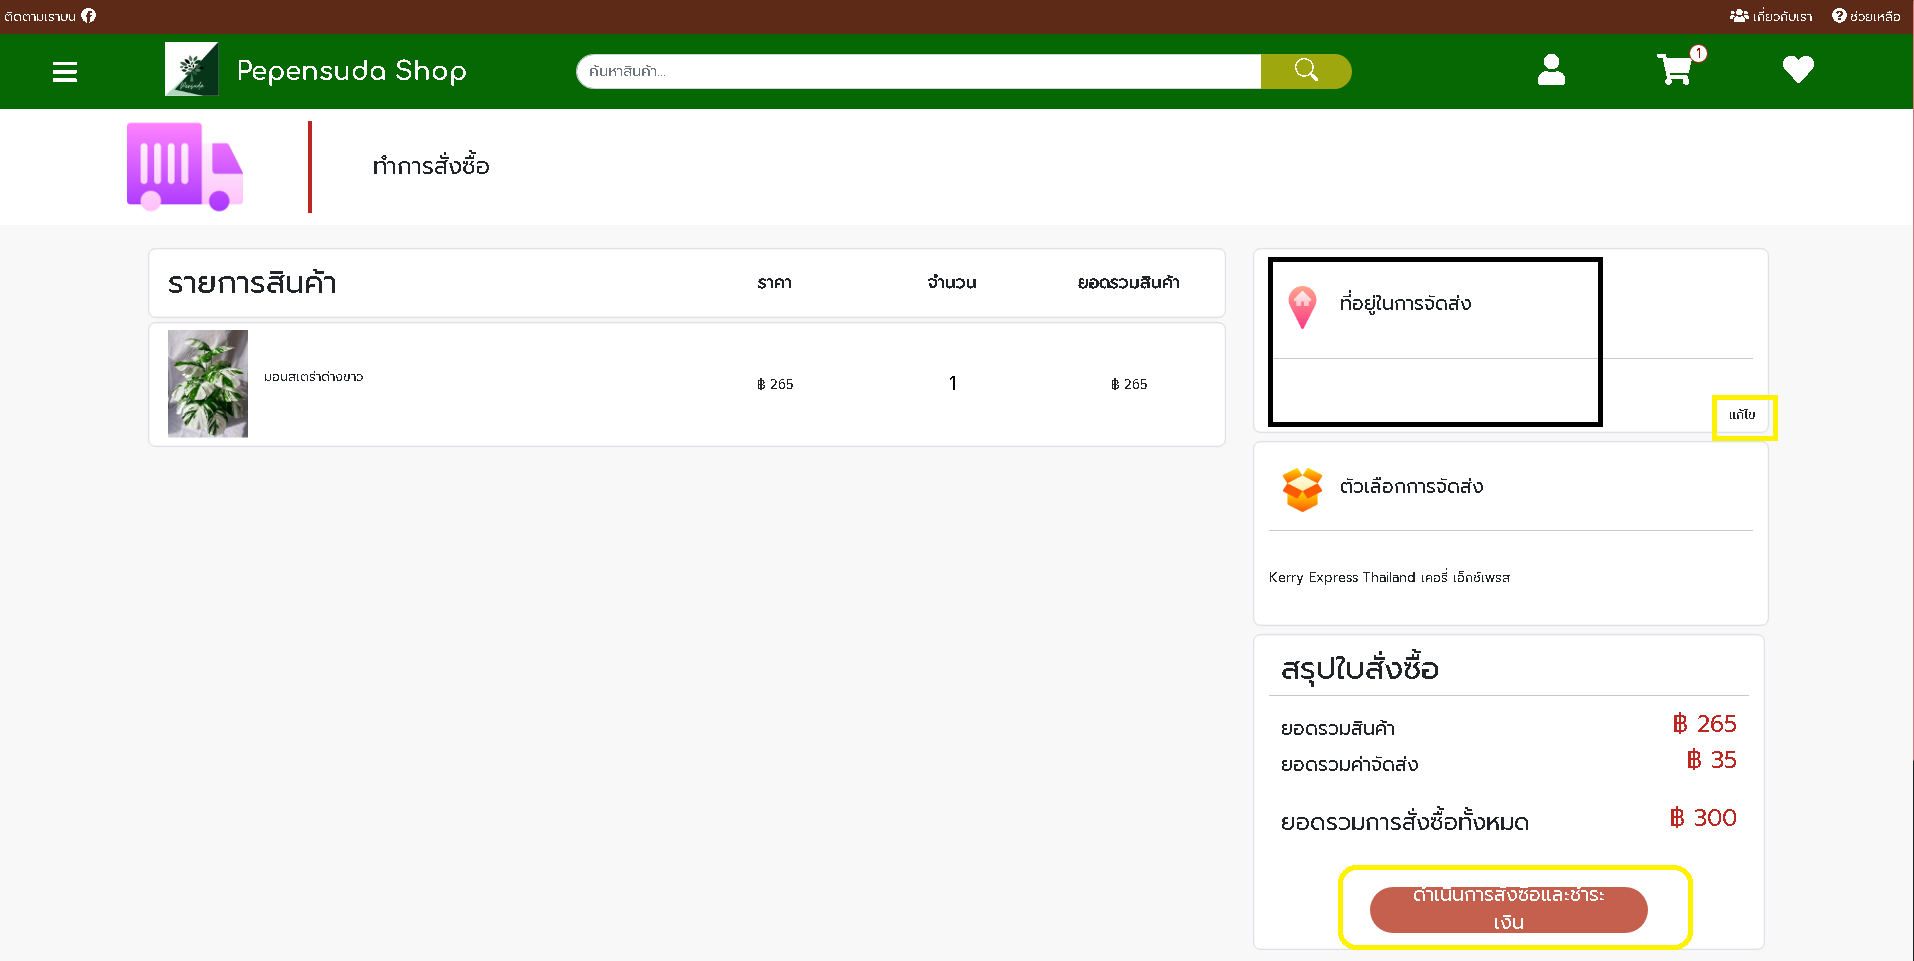 ติดตามเราบน
เกี่ยวกับเรา
ช่วยเหลือ
Pepensuda Shop
ค้นหาสินค้า...
1
ทำการสั่งซื้อ
รายการสินค้า
ราคา
จำนวน
ยอดรวมสินค้า
มอนสเตร่าด่างขาว
฿ 265
1
฿ 265
ที่อยู่ในการจัดส่ง
แก้ไข
ตัวเลือกการจัดส่ง
Kerry Express Thailand เคอรี่ เอ็กซ์เพรส
สรุปใบสั่งซื้อ
ยอดรวมสินค้า ฿ 265
ยอดรวมค่าจัดส่ง ฿ 35
ยอดรวมการสั่งซื้อทั้งหมด ฿ 300
ดำเนินการสั่งซื้อและชำระ
เงิน